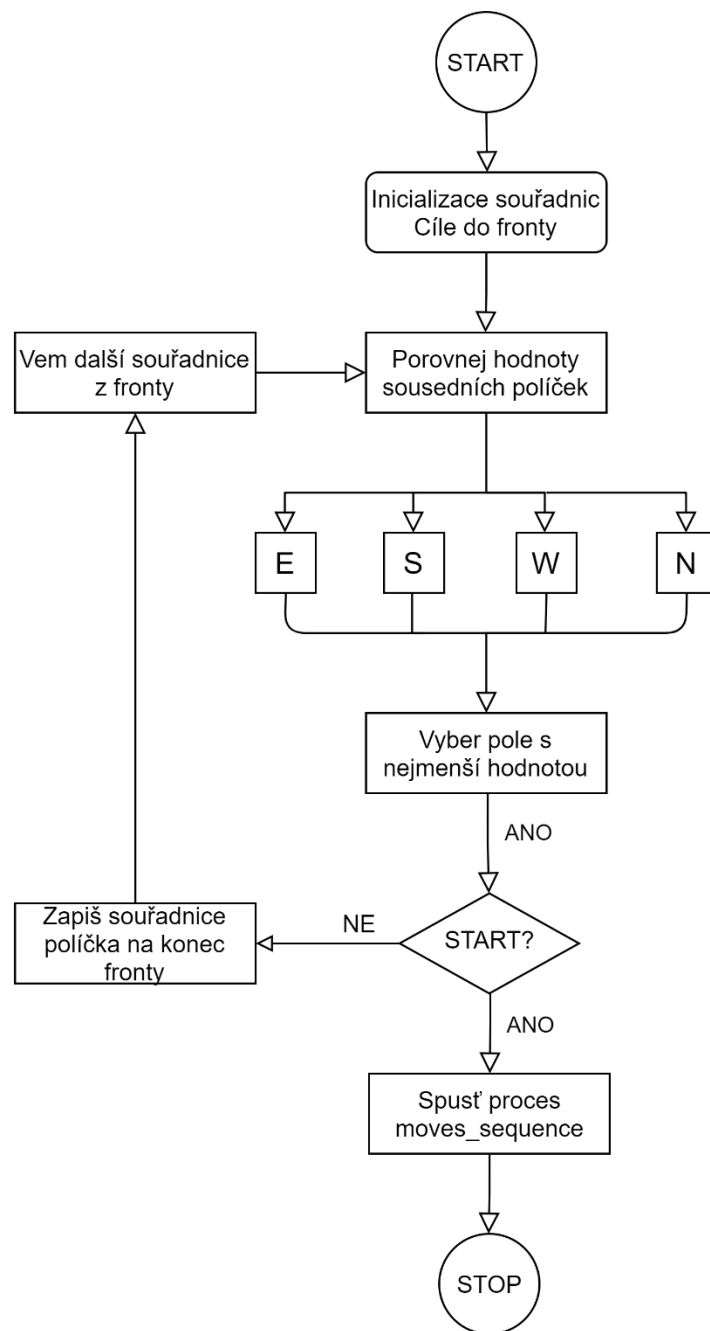 START
Inicializace souřadnic
Cíle do fronty
Vem další souřadnice
z fronty
Porovnej hodnoty
sousedních políček
E
S
W
N
Vyber pole s
nejmenší hodnotou
ANO
START?
NE
Zapiš souřadnice
políčka na konec
fronty
ANO
Spusť proces
moves_sequence
STOP